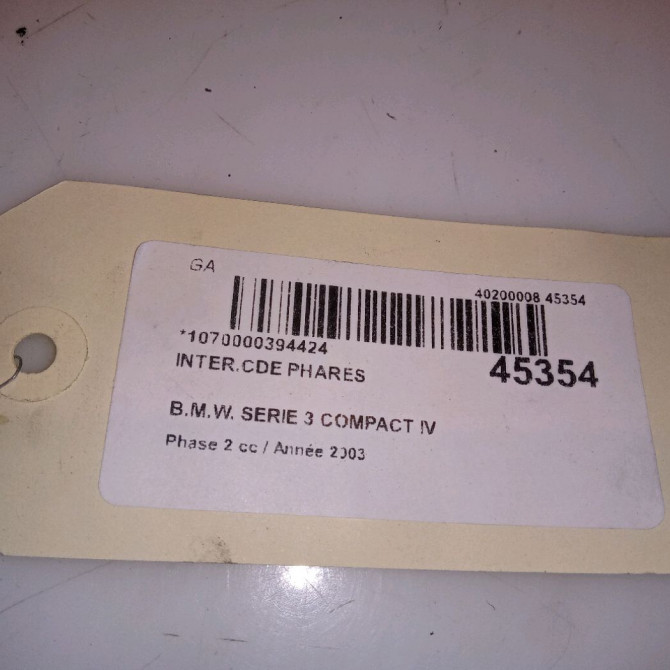 GA
40200008 45354
*1070000394424
45354
INTER.CDE PHARES
B.M.W. SERIE 3 COMPACT IV
Phase 2 cc / Année 2003